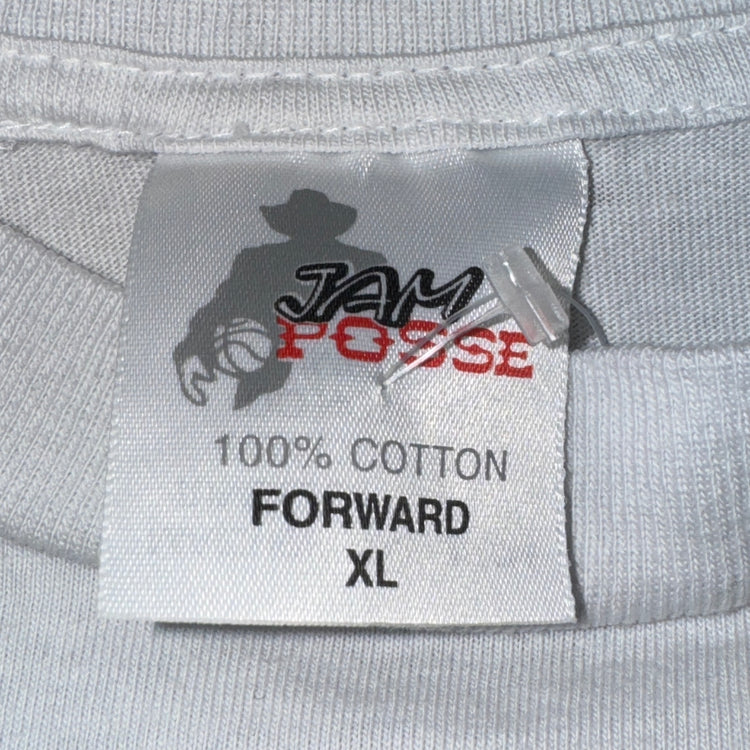 JAM
POSSE
100% COTTON
FORWARD
XL